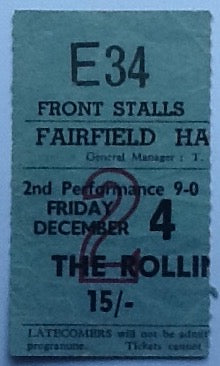 E34
FRONT STALLS
FAIRFIELD HA
General Manager : T.
2nd Performance 9-0
FRIDAY
DECEMBER 4
2
THE ROLLIN
15/-
LATECOMERS will not be admit
programme. Tickets cannot